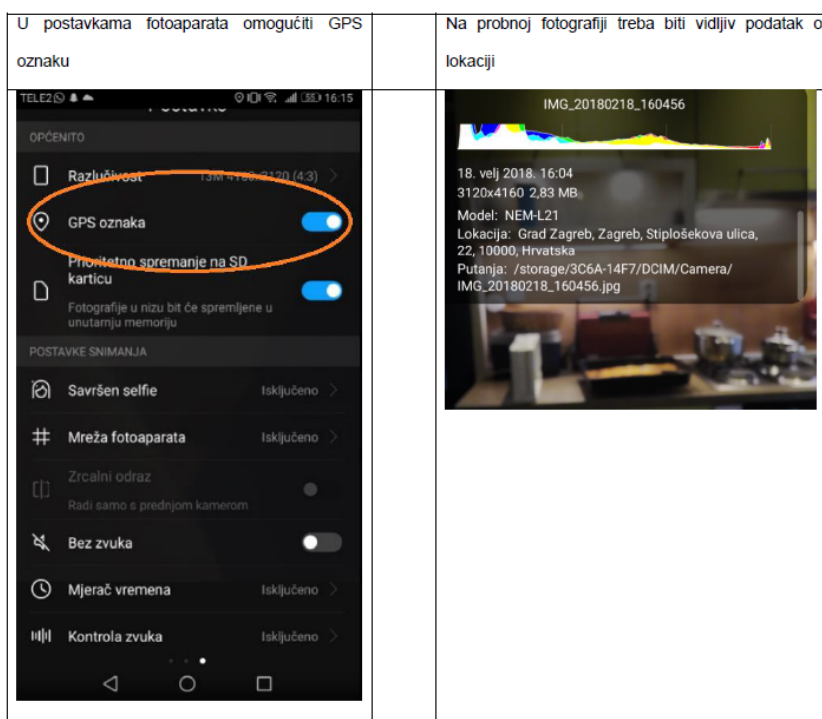 U postavkama fotoaparata omogućiti GPS
oznaku
Na probnoj fotografiji treba biti vidljiv podatak o
lokaciji
TELE2
55
16:15
OPĆENITO
Razlučivost
(4:3)
GPS oznaka
Prioritetno spremanje na SD
karticu
Fotografije u nizu bit će spremljene u
unutarnju memoriju
POSTAVKE SNIMANJA
Savršen selfie Isključeno
Mreža fotoaparata Isključeno
Zrcalni odraz
Radi samo s prednjom kamerom
Bez zvuka
Mjerač vremena Isključeno
Kontrola zvuka Isključeno
IMG_20180218_160456
18. velj 2018. 16:04
3120x4160 2,83 MB
Model: NEM-L21
Lokacija: Grad Zagreb, Zagreb, Stiplošekova ulica,
22, 10000, Hrvatska
Putanja: /storage/3C6A-14F7/DCIM/Camera/
IMG_20180218_160456.jpg